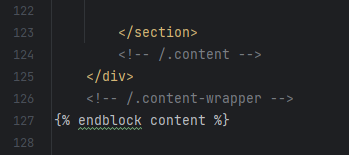 122
123 </section>
124 <!-- /.content -->
125 </div>
126 <!-- /.content-wrapper -->
127 {% endblock content %}
128